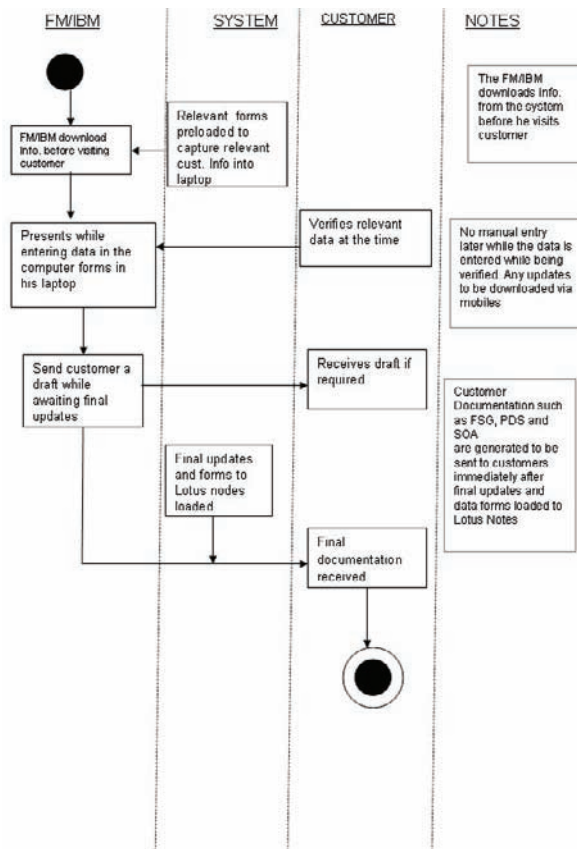 FM/IBM
SYSTEM
CUSTOMER
NOTES
The FM/IBM
downloads Info.
from the system
before he visits
customer
Relevant forms
preloaded to
capture relevant
cust. Info into
laptop
FM/IBM download
Info. before visiting
customer
Presents while
entering data in the
computer forms in
his laptop
Verifies relevant
data at the time
No manual entry
later while the data is
entered while being
verified. Any updates
to be downloaded via
mobiles
Send customer a
draft while
awaiting final
updates
Receives draft if
required
Customer
Documentation such
as FSG, PDS and
SOA
are generated to be
sent to customers
immediately after
final updates and
data forms loaded to
Lotus Notes
Final updates
and forms to
Lotus nodes
loaded
Final
documentation
received